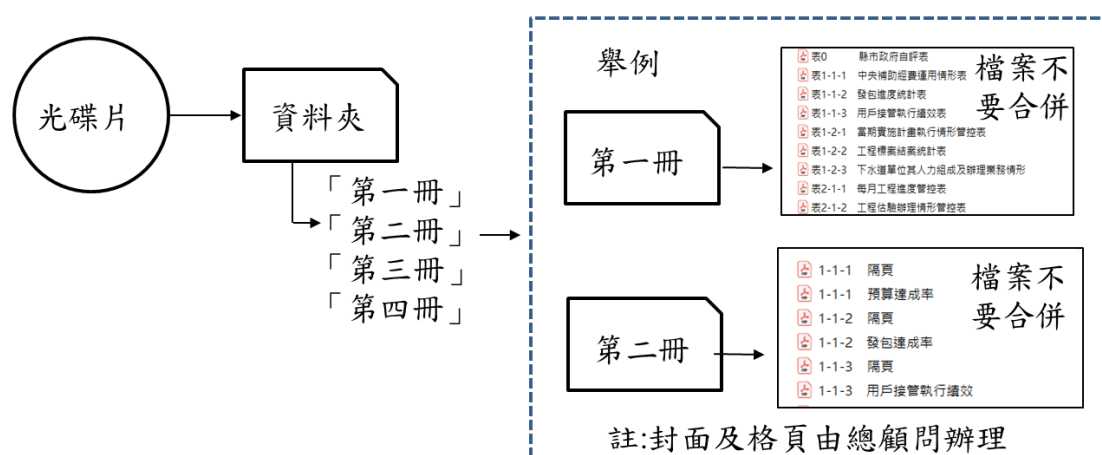 光碟片
資料夾
「第一冊」
「第二冊」
「第三冊」
「第四冊」
舉例
第一冊
表0 縣市政府自評表
表1-1-1 中央補助經費運用情形表
表1-1-2 發包進度統計表
表1-1-3 用戶接管執行績效表
表1-2-1 當期實施計畫執行情形管控表
表1-2-2 工程標案結案統計表
表1-2-3 下水道單位其人力組成及辦理業務情形
表2-1-1 每月工程進度管控表
表2-1-2 工程估驗辦理情形管控表
檔案不
要合併
第二冊
1-1-1 隔頁
1-1-1 預算達成率
1-1-2 隔頁
1-1-2 發包達成率
1-1-3 隔頁
1-1-3 用戶接管執行績效
檔案不
要合併
註:封面及格頁由總顧問辦理